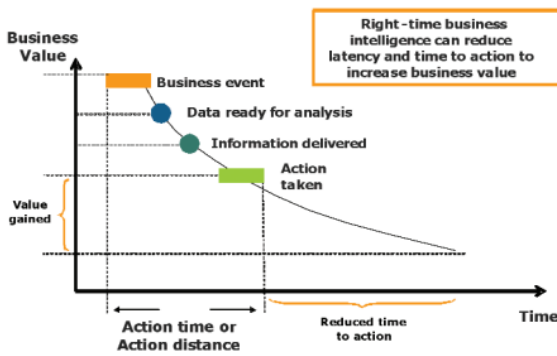 Right-time business
intelligence can reduce
latency and time to action to
increase business value
Business
Value
Business event
Data ready for analysis
Information delivered
Action
taken
Value
gained
Time
Action time or
Action distance
Reduced time
to action